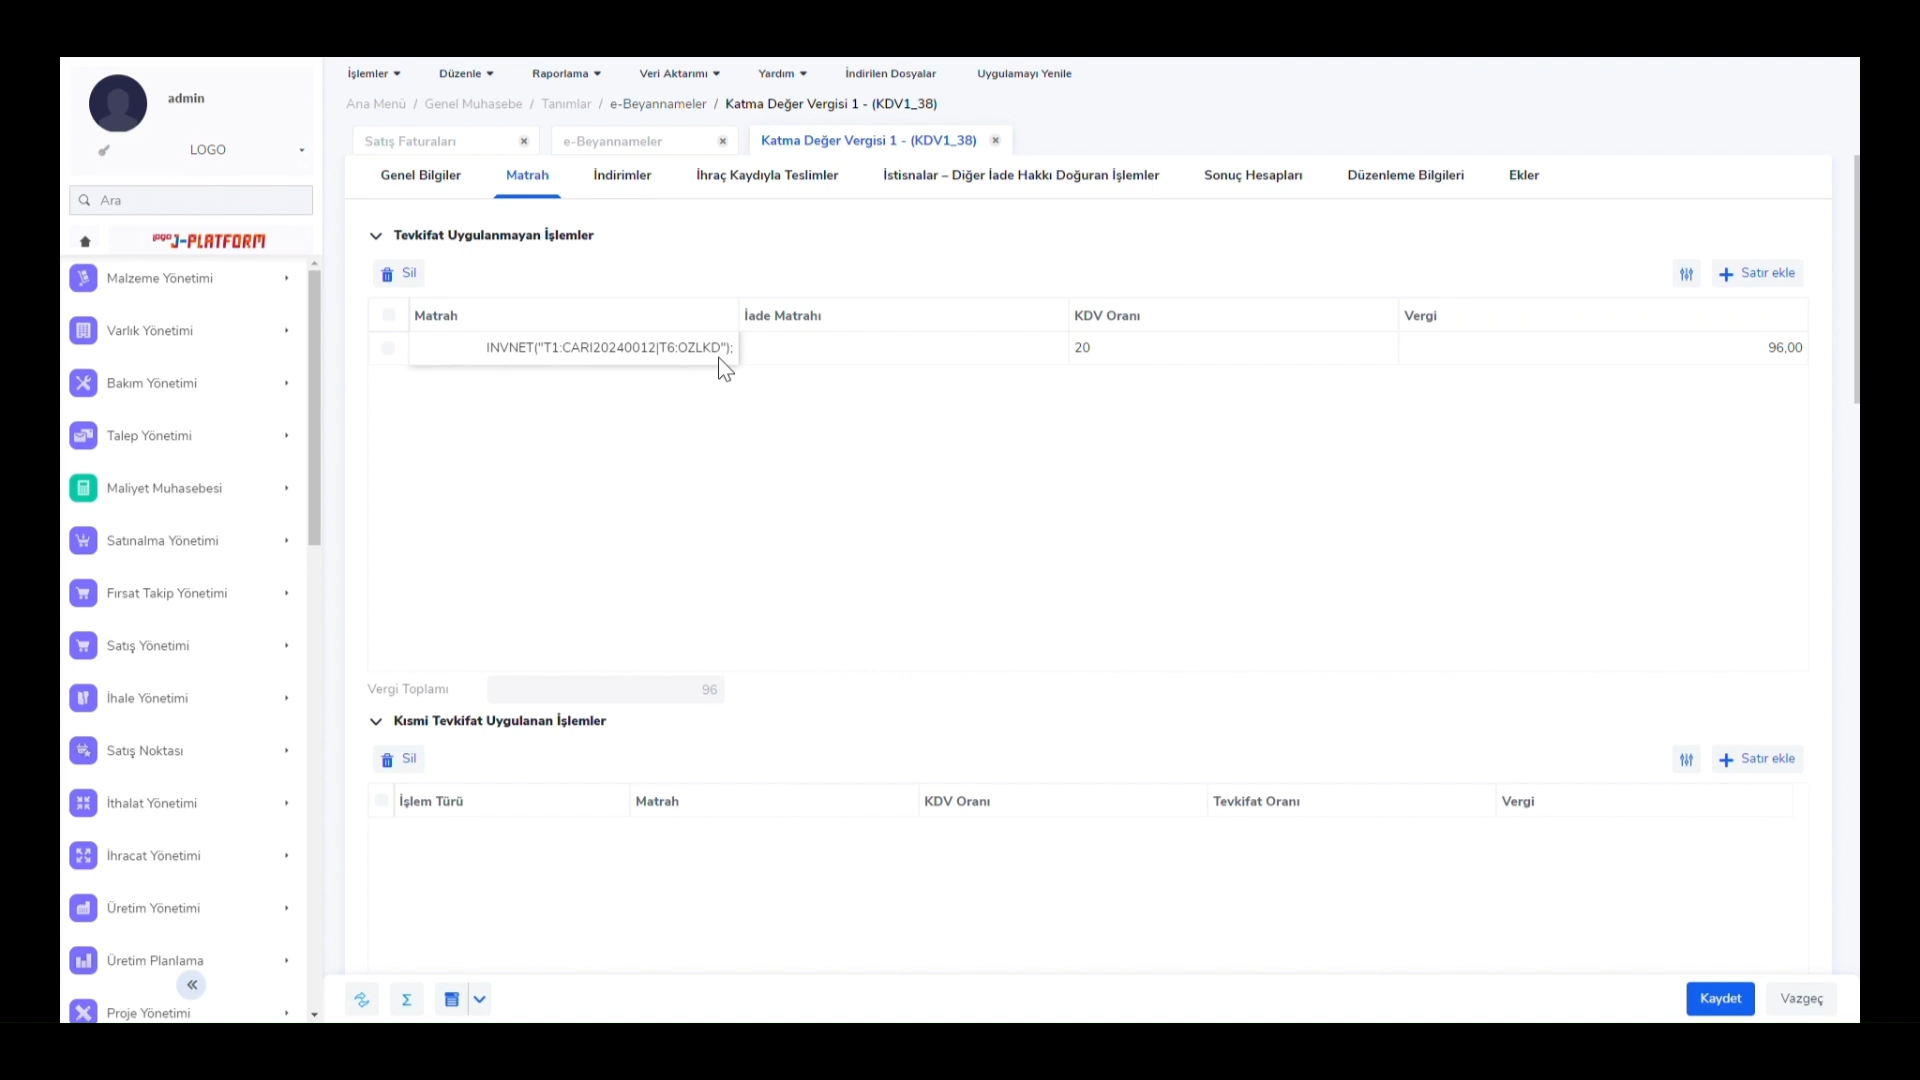 admin
LOGO
Ara
logo J-PLATFORM
Malzeme Yönetimi
Varlık Yönetimi
Bakım Yönetimi
Talep Yönetimi
Maliyet Muhasebesi
Satınalma Yönetimi
Fırsat Takip Yönetimi
Satış Yönetimi
İhale Yönetimi
Satış Noktası
İthalat Yönetimi
İhracat Yönetimi
Üretim Yönetimi
Üretim Planlama
Proje Yönetimi
İşlemler Düzenle Raporlama Veri Aktarımı Yardım İndirilen Dosyalar Uygulamayı Yenile
Ana Menü / Genel Muhasebe / Tanımlar / e-Beyannameler / Katma Değer Vergisi 1 - (KDV1_38)
Satış Faturaları e-Beyannameler Katma Değer Vergisi 1 - (KDV1_38)
Genel Bilgiler Matrah İndirimler İhraç Kaydıyla Teslimler İstisnalar – Diğer İade Hakkı Doğuran İşlemler Sonuç Hesapları Düzenleme Bilgileri Ekler
Tevkifat Uygulanmayan İşlemler
Sil Satır ekle
Matrah İade Matrahı KDV Oranı Vergi
INVNET("T1:CARI20240012|T6:OZLKD"); 20 96,00
Vergi Toplamı 96
Kısmi Tevkifat Uygulanan İşlemler
Sil Satır ekle
İşlem Türü Matrah KDV Oranı Tevkifat Oranı Vergi
Kaydet Vazgeç